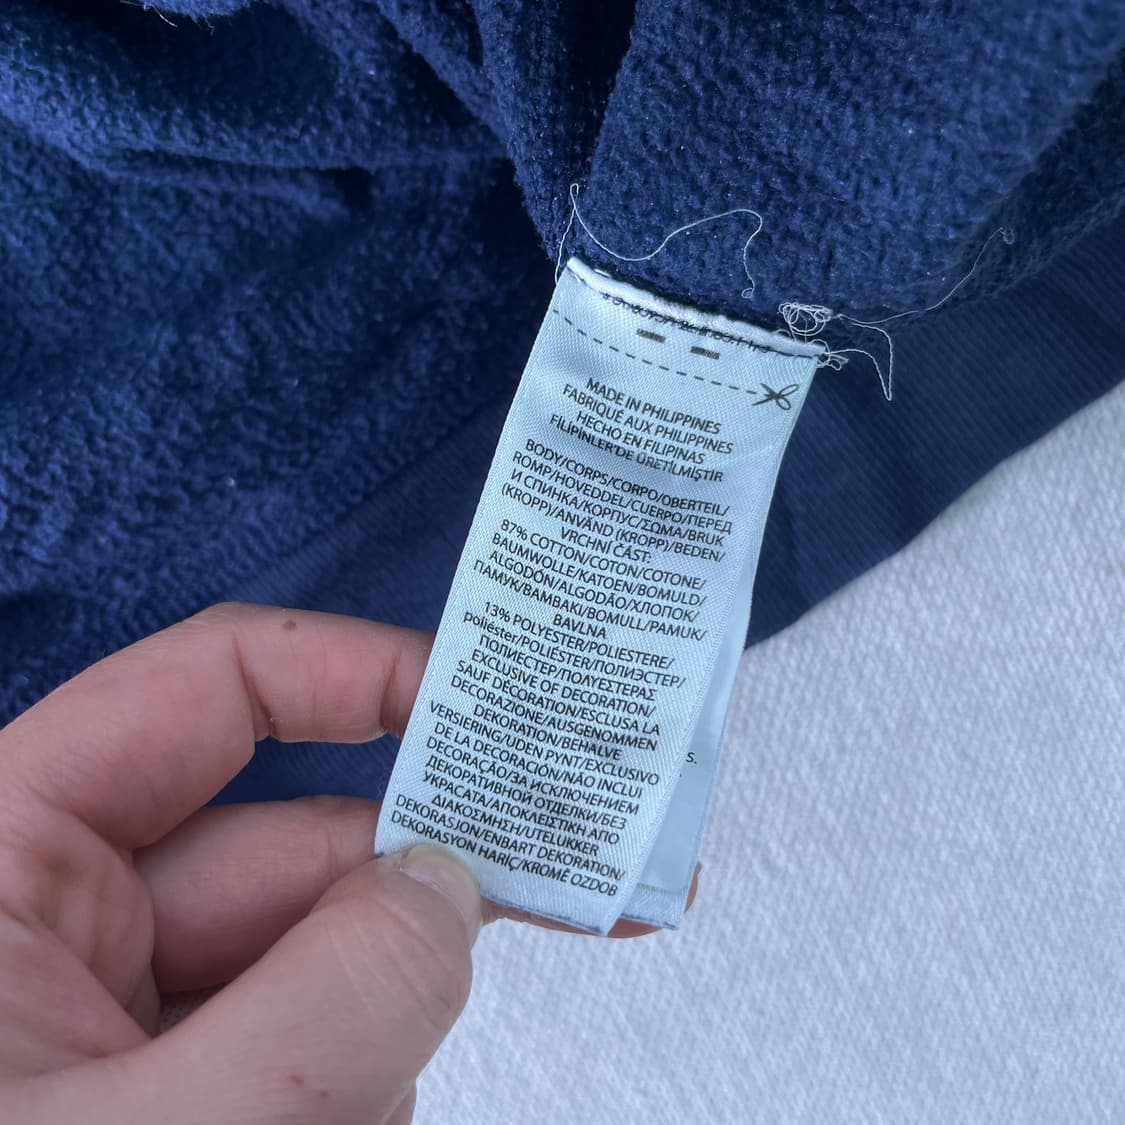 MADE IN PHILIPPINES
FABRIQUÉ AUX PHILIPPINES
HECHO EN FILIPINAS
FİLİPİNLER'DE ÜRETİLMİŞTİR
BODY/CORPS/CORPO/OBERTEIL/
ROMP/HOVEDDEL/CUERPO/ПЕРЕД
И СПИНКА/КОРПУС/ΣΩΜΑ/BRUK
(KROPP)/ANVÄND (KROPP)/BEDEN/
VRCHNÍ ČÁST:
87% COTTON/COTON/COTONE/
BAUMWOLLE/KATOEN/BOMULD/
ALGODÓN/ALGODÃO/ХЛОПОК/
ПАМУК/ΒΑΜΒΑΚΙ/BOMULL/PAMUK/
BAVLNA
13% POLYESTER/POLIESTERE/
poliéster/POLIÉSTER/ПОЛИЭСТЕР/
ПОЛИЕСТЕР/ΠΟΛΥΕΣΤΕΡΑΣ
EXCLUSIVE OF DECORATION/
SAUF DÉCORATION/ESCLUSA LA
DECORAZIONE/AUSGENOMMEN
DEKORATION/BEHALVE
VERSIERING/UDEN PYNT/EXCLUSIVO
DE LA DECORACIÓN/NÃO INCLUI
DECORAÇÃO/ЗА ИСКЛЮЧЕНИЕМ
ДЕКОРАТИВНОЙ ОТДЕЛКИ/БЕЗ
УКРАСАТА/ΑΠΟΚΛΕΙΣΤΙΚΗ ΑΠΟ
ΔΙΑΚΟΣΜΗΣΗ/UTELUKKER
DEKORASJON/ENBART DEKORATION/
DEKORASYON HARİÇ/KROMĚ OZDOB
S.